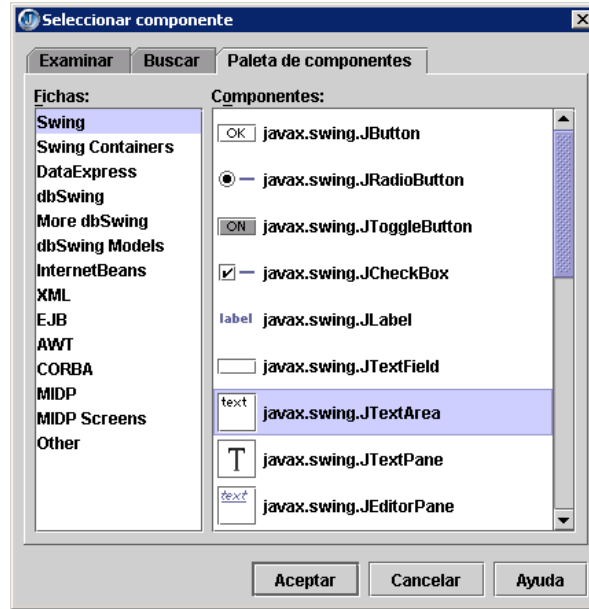 Seleccionar componente
Examinar Buscar Paleta de componentes
Fichas:
Swing
Swing Containers
DataExpress
dbSwing
More dbSwing
dbSwing Models
InternetBeans
XML
EJB
AWT
CORBA
MIDP
MIDP Screens
Other
Componentes:
OK javax.swing.JButton
javax.swing.JRadioButton
ON javax.swing.JToggleButton
javax.swing.JCheckBox
label javax.swing.JLabel
javax.swing.JTextField
text javax.swing.JTextArea
T javax.swing.JTextPane
text javax.swing.JEditorPane
Aceptar Cancelar Ayuda